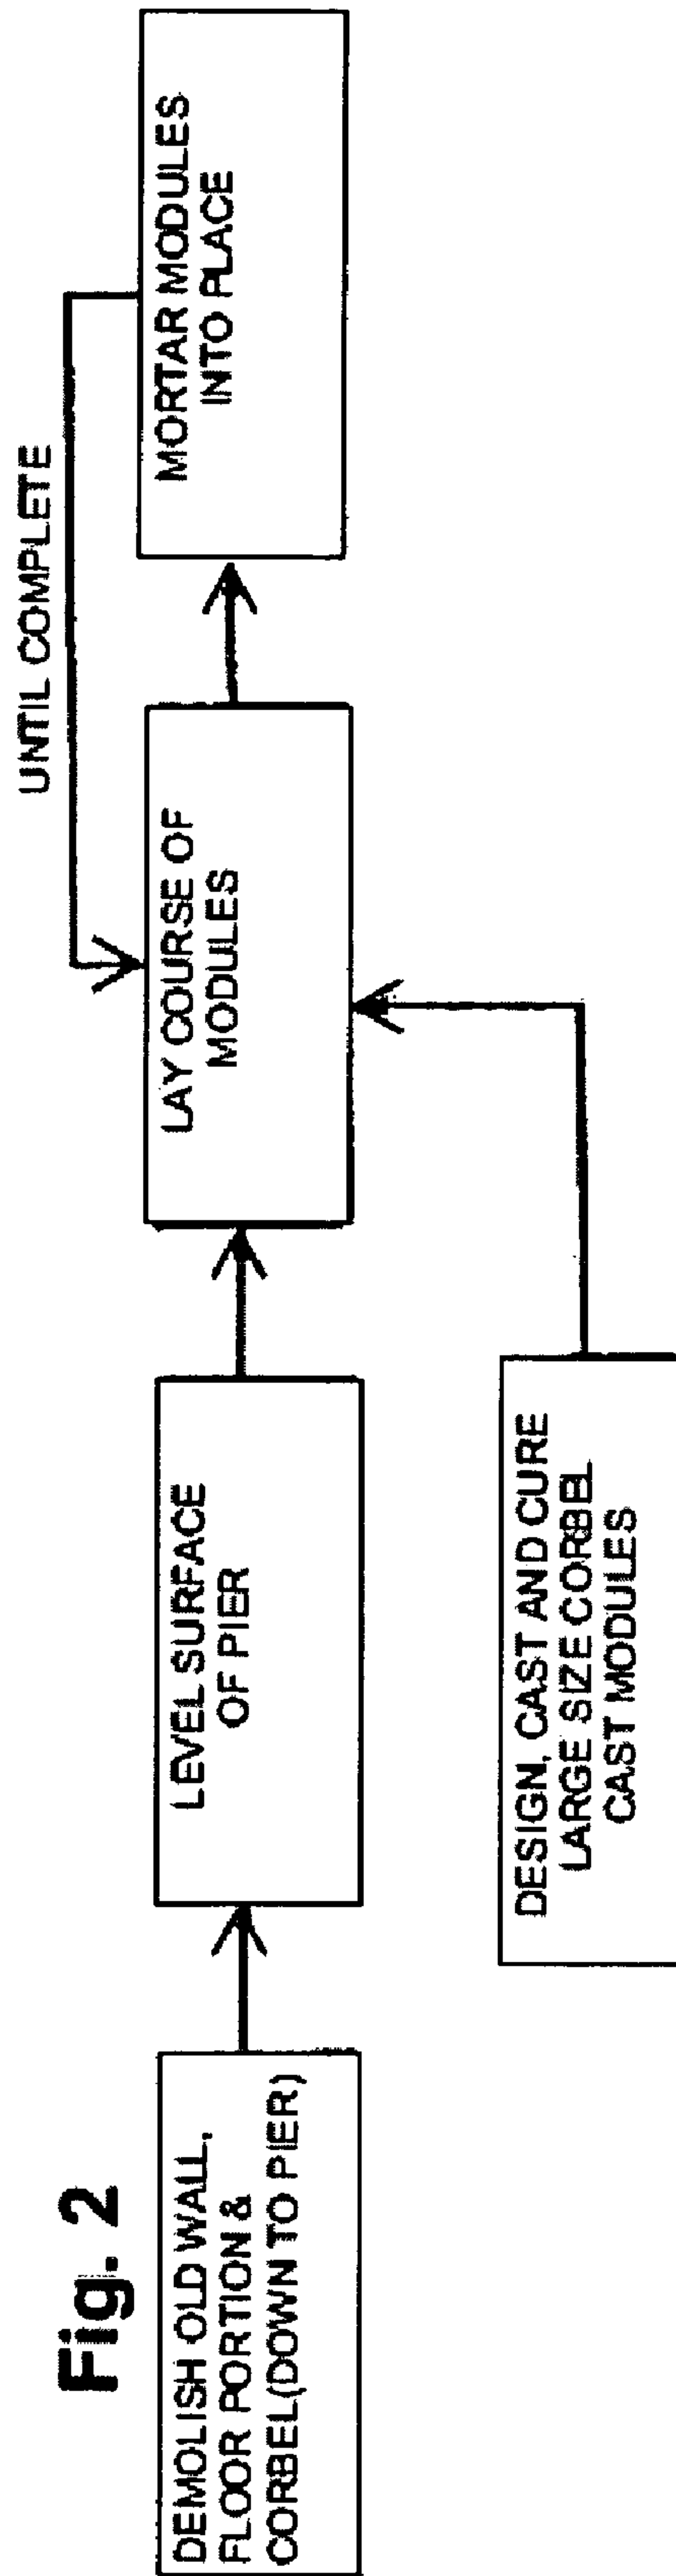 Fig. 2
DEMOLISH OLD WALL,
FLOOR PORTION &
CORBEL(DOWN TO PIER)
LEVEL SURFACE
OF PIER
LAY COURSE OF
MODULES
UNTIL COMPLETE
MORTAR MODULES
INTO PLACE
DESIGN, CAST AND CURE
LARGE SIZE CORBEL
CAST MODULES